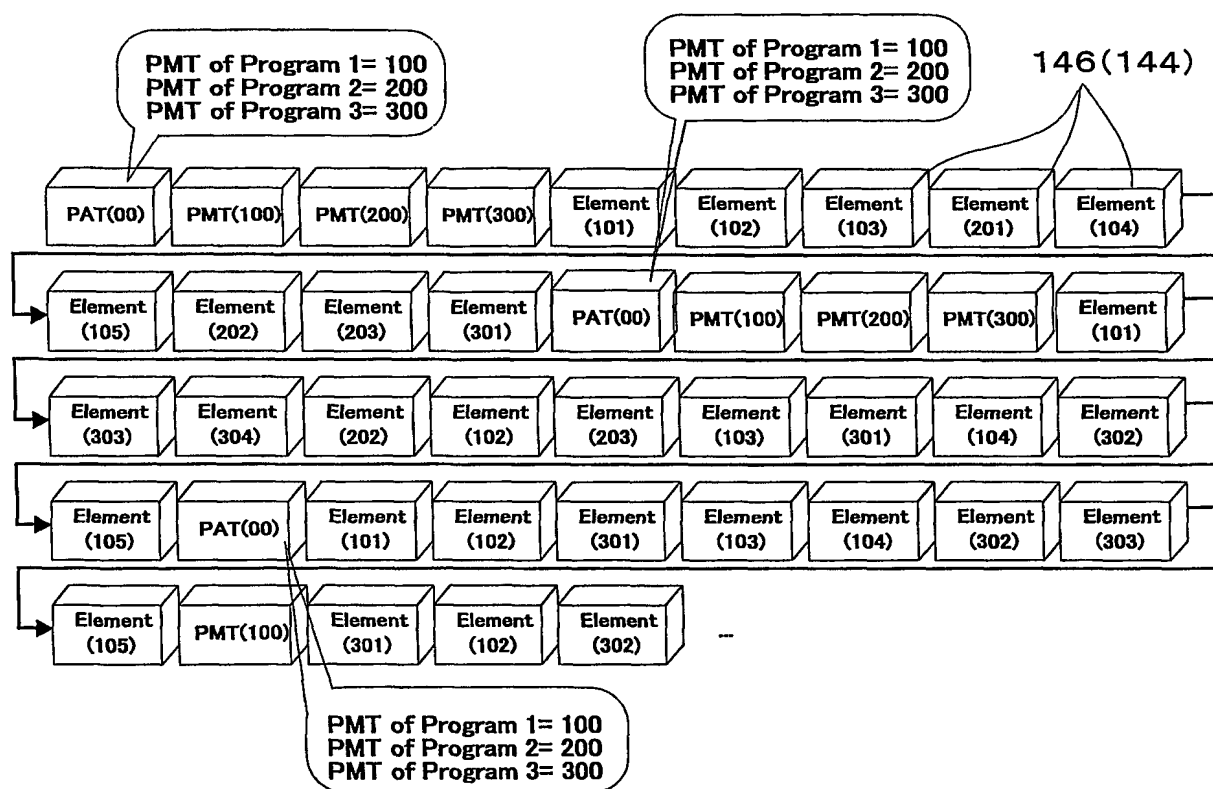 PMT of Program 1= 100
PMT of Program 2= 200
PMT of Program 3= 300
PMT of Program 1= 100
PMT of Program 2= 200
PMT of Program 3= 300
146(144)
PAT(00) PMT(100) PMT(200) PMT(300) Element (101) Element (102) Element (103) Element (201) Element (104)
Element (105) Element (202) Element (203) Element (301) PAT(00) PMT(100) PMT(200) PMT(300) Element (101)
Element (303) Element (304) Element (202) Element (102) Element (203) Element (103) Element (301) Element (104) Element (302)
Element (105) PAT(00) Element (101) Element (102) Element (301) Element (103) Element (104) Element (302) Element (303)
Element (105) PMT(100) Element (301) Element (102) Element (302) ---
PMT of Program 1= 100
PMT of Program 2= 200
PMT of Program 3= 300